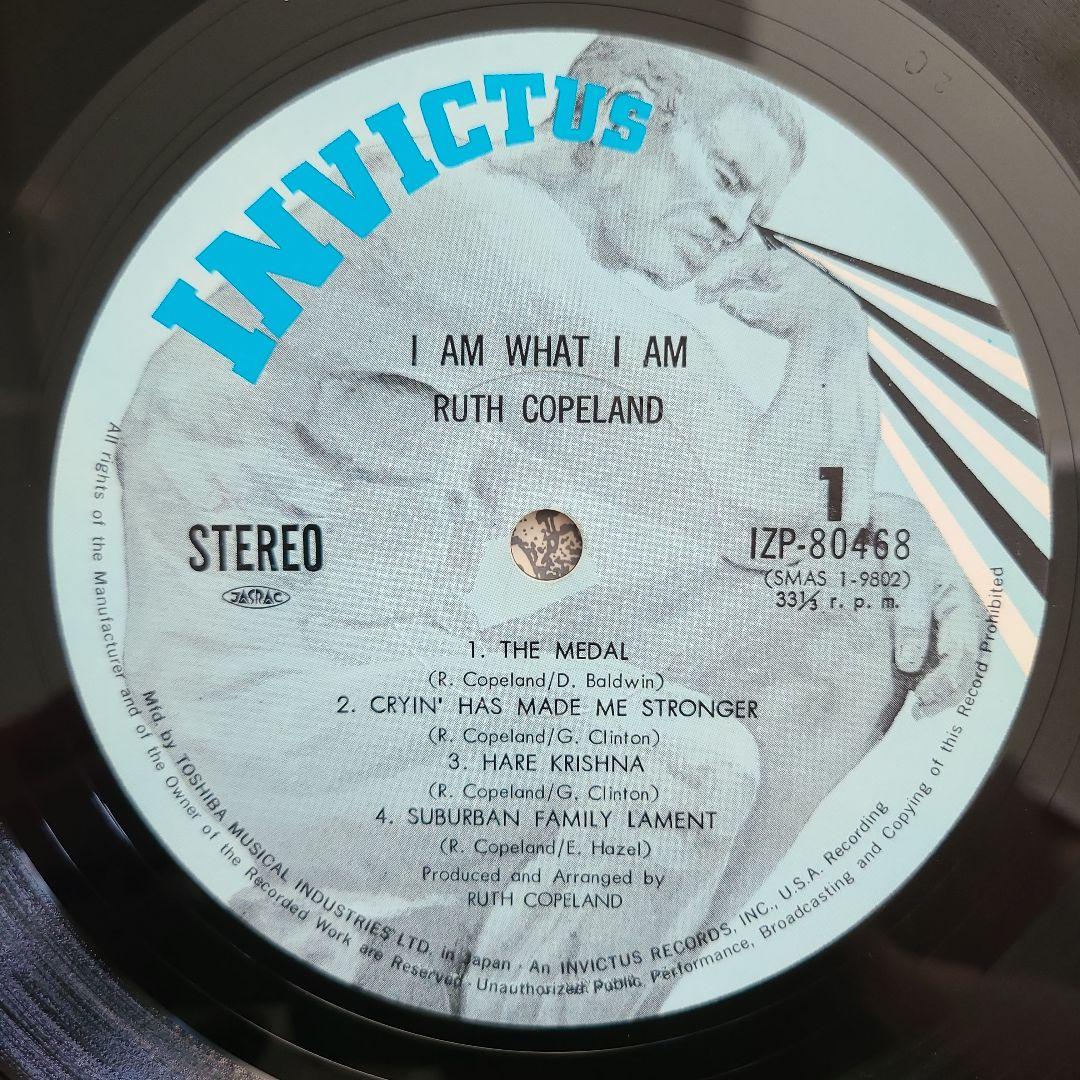 INVICTUS
I AM WHAT I AM
RUTH COPELAND
STEREO
JASRAC
1
IZP-80468
(SMAS 1-9802)
33⅓ r. p. m.
1. THE MEDAL
(R. Copeland/D. Baldwin)
2. CRYIN' HAS MADE ME STRONGER
(R. Copeland/G. Clinton)
3. HARE KRISHNA
(R. Copeland/G. Clinton)
4. SUBURBAN FAMILY LAMENT
(R. Copeland/E. Hazel)
Produced and Arranged by
RUTH COPELAND
Mfd. by TOSHIBA MUSICAL INDUSTRIES LTD. in Japan · An INVICTUS RECORDS, INC., U.S.A. Recording
All rights of the Manufacturer and of the Owner of the Recorded Work are Reserved · Unauthorized Public Performance, Broadcasting and Copying of this Record Prohibited